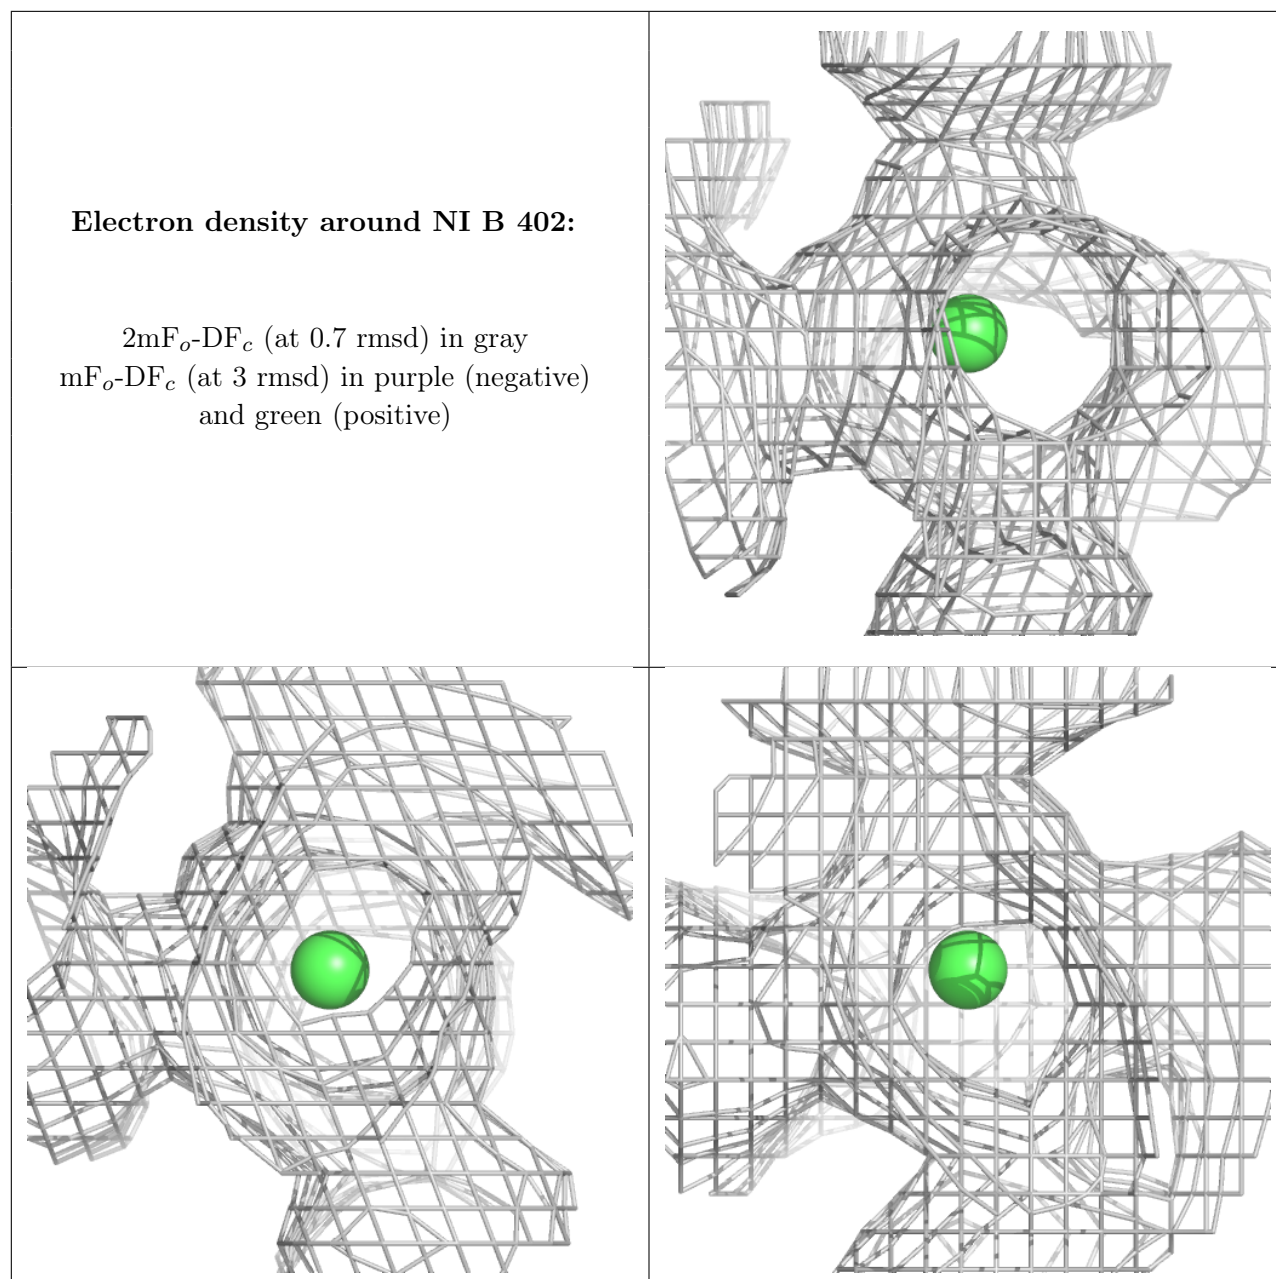 Electron density around NI B 402:
2mFo-DFc (at 0.7 rmsd) in gray
mFo-DFc (at 3 rmsd) in purple (negative)
and green (positive)